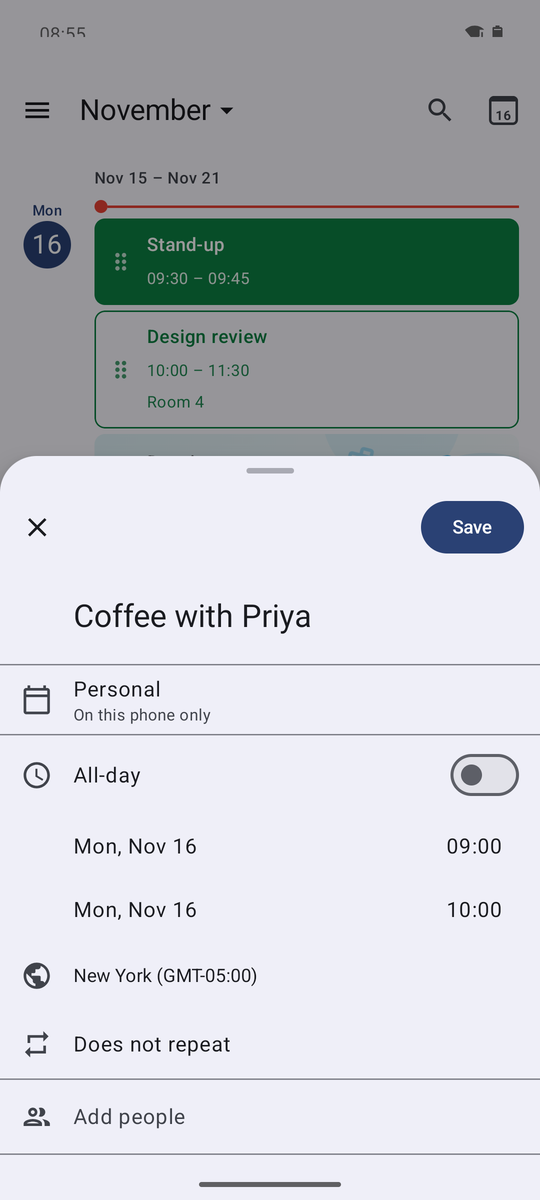 08:55
November
16
Nov 15 – Nov 21
Mon
16
Stand-up
09:30 – 09:45
Design review
10:00 – 11:30
Room 4
Save
Coffee with Priya
Personal
On this phone only
All-day
Mon, Nov 16 09:00
Mon, Nov 16 10:00
New York (GMT-05:00)
Does not repeat
Add people